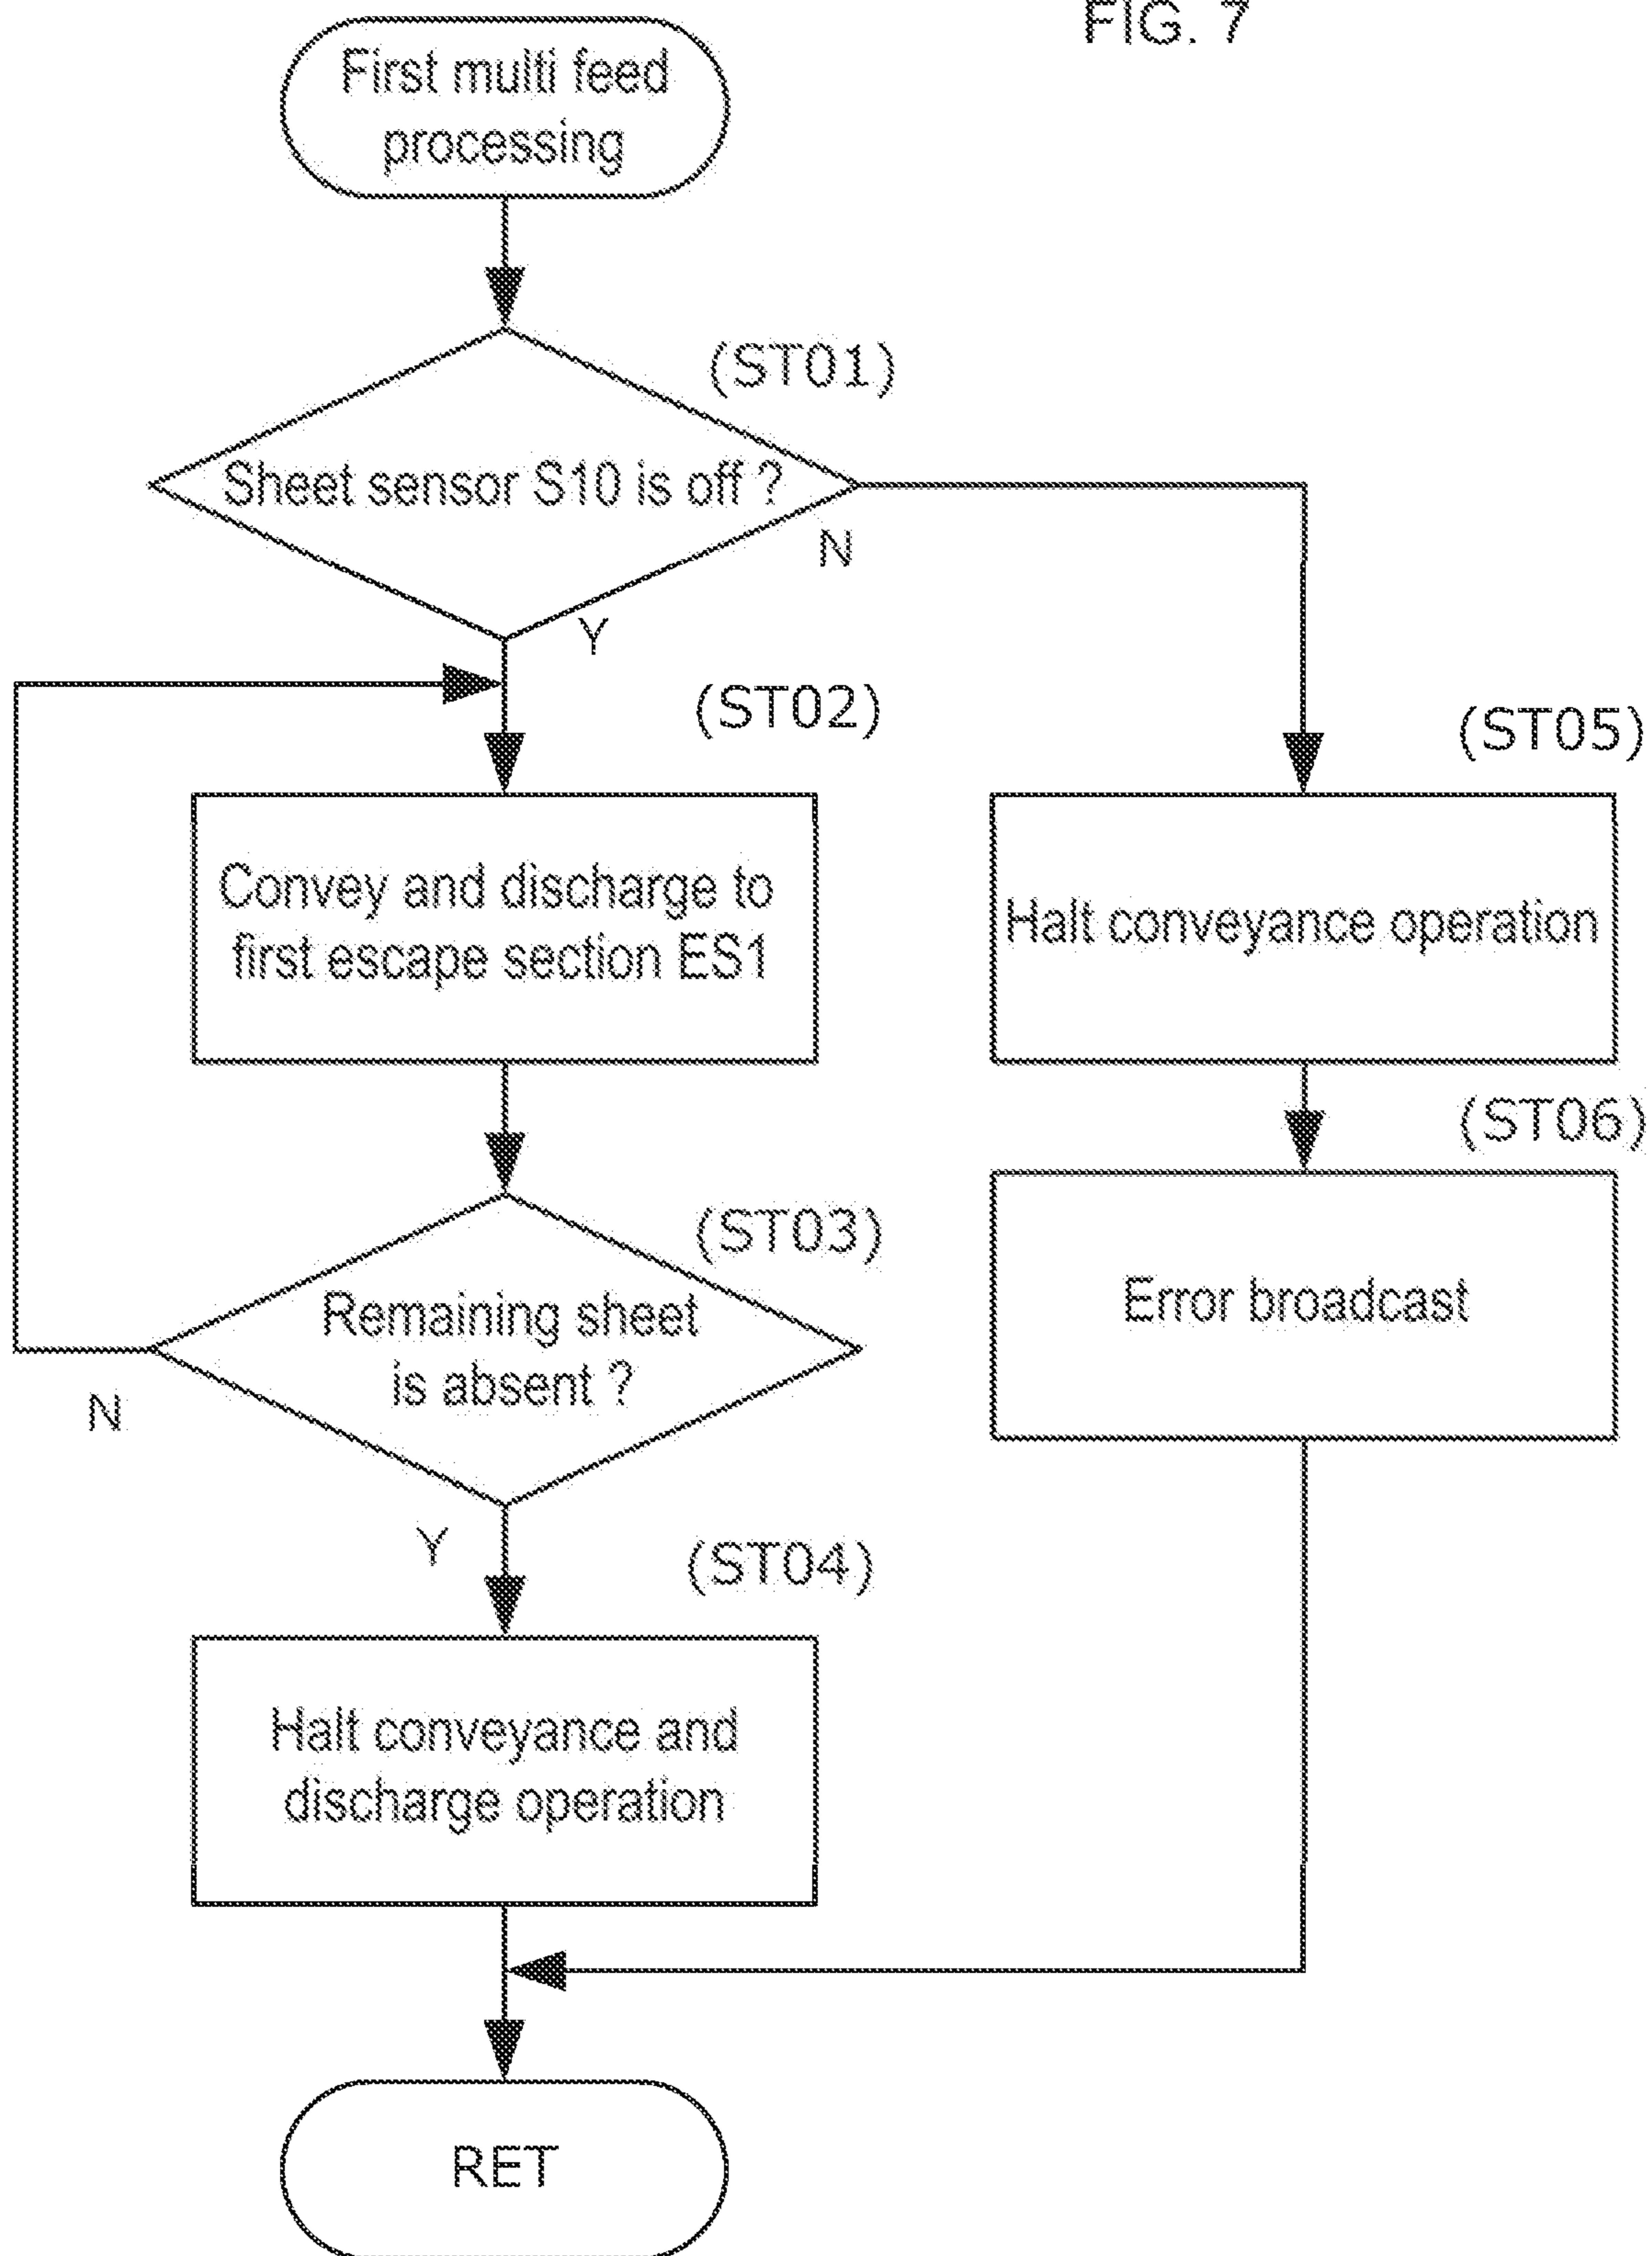 FIG. 7
First multi feed
processing
(ST01)
Sheet sensor S10 is off ?
N
Y
(ST02)
Convey and discharge to
first escape section ES1
(ST03)
Remaining sheet
is absent ?
N
Y
(ST04)
Halt conveyance and
discharge operation
(ST05)
Halt conveyance operation
(ST06)
Error broadcast
RET